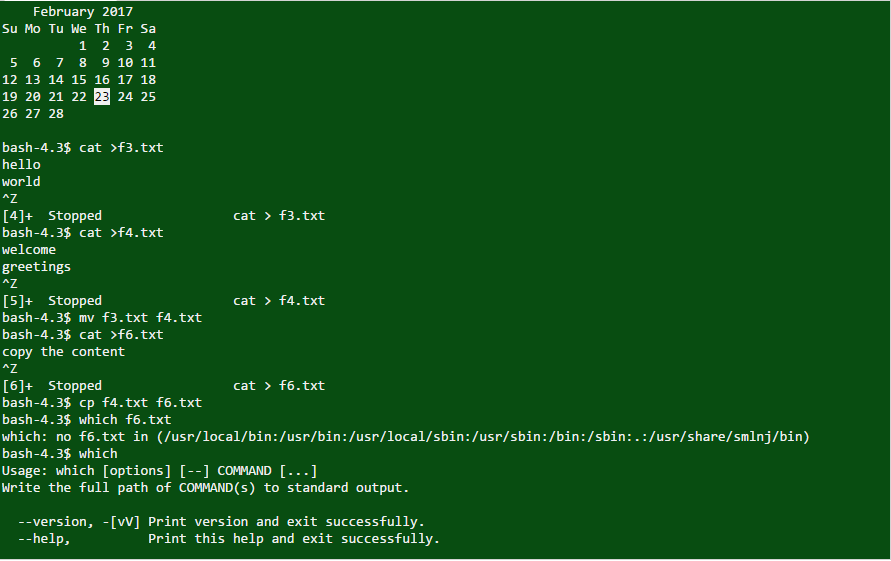 February 2017
Su Mo Tu We Th Fr Sa
          1  2  3  4
 5  6  7  8  9 10 11
12 13 14 15 16 17 18
19 20 21 22 23 24 25
26 27 28
bash-4.3$ cat >f3.txt
hello
world
^Z
[4]+  Stopped                 cat > f3.txt
bash-4.3$ cat >f4.txt
welcome
greetings
^Z
[5]+  Stopped                 cat > f4.txt
bash-4.3$ mv f3.txt f4.txt
bash-4.3$ cat >f6.txt
copy the content
^Z
[6]+  Stopped                 cat > f6.txt
bash-4.3$ cp f4.txt f6.txt
bash-4.3$ which f6.txt
which: no f6.txt in (/usr/local/bin:/usr/bin:/usr/local/sbin:/usr/sbin:/bin:/sbin:.:/usr/share/smlnj/bin)
bash-4.3$ which
Usage: which [options] [--] COMMAND [...]
Write the full path of COMMAND(s) to standard output.
  --version, -[vV] Print version and exit successfully.
  --help,          Print this help and exit successfully.